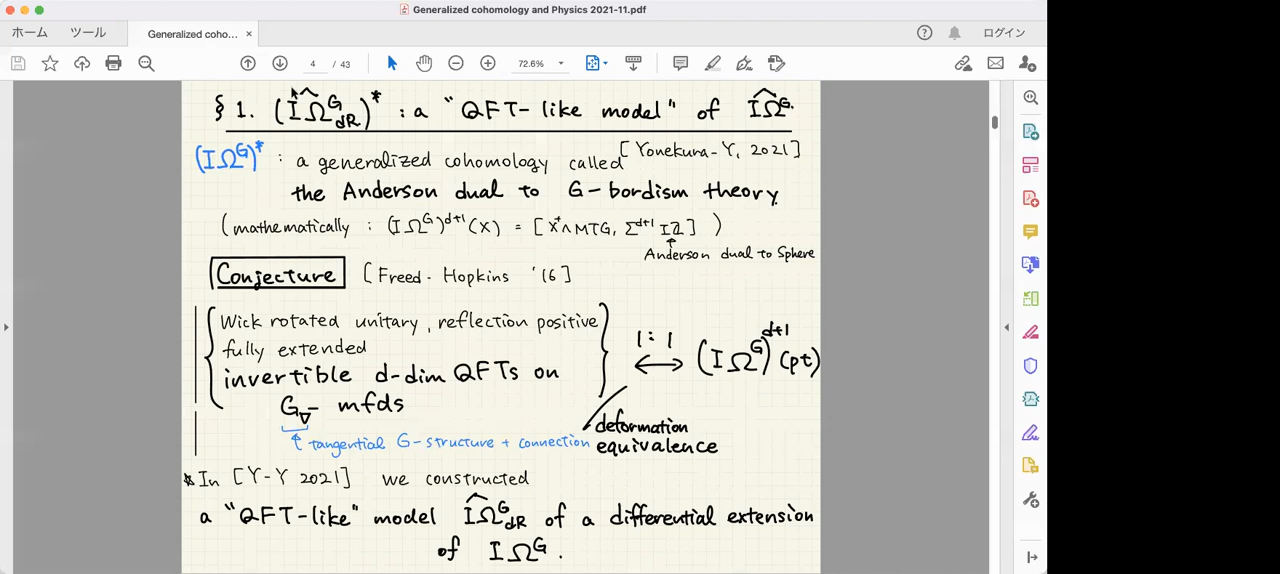 Generalized cohomology and Physics 2021-11.pdf
ホーム ツール Generalized coho... × ログイン
4 / 43 72.6%
§1. (ÎΩ^G_dR)^* : a "QFT-like model" of ÎΩ^G.
(IΩ^G)^* : a generalized cohomology called [Yonekura-Y, 2021]
the Anderson dual to G-bordism theory.
(mathematically : (IΩ^G)^{d+1}(X) = [X^+∧MTG, Σ^{d+1}IZ] )
↑
Anderson dual to Sphere
Conjecture [Freed-Hopkins '16]
{ Wick rotated unitary, reflection positive
fully extended
invertible d-dim QFTs on
G_∇-mfds } 1:1 ⟷ (IΩ^G)^{d+1}(pt)
/ deformation equivalence
↑ tangential G-structure + connection
* In [Y-Y 2021] we constructed
a "QFT-like" model ÎΩ^G_dR of a differential extension
of IΩ^G.